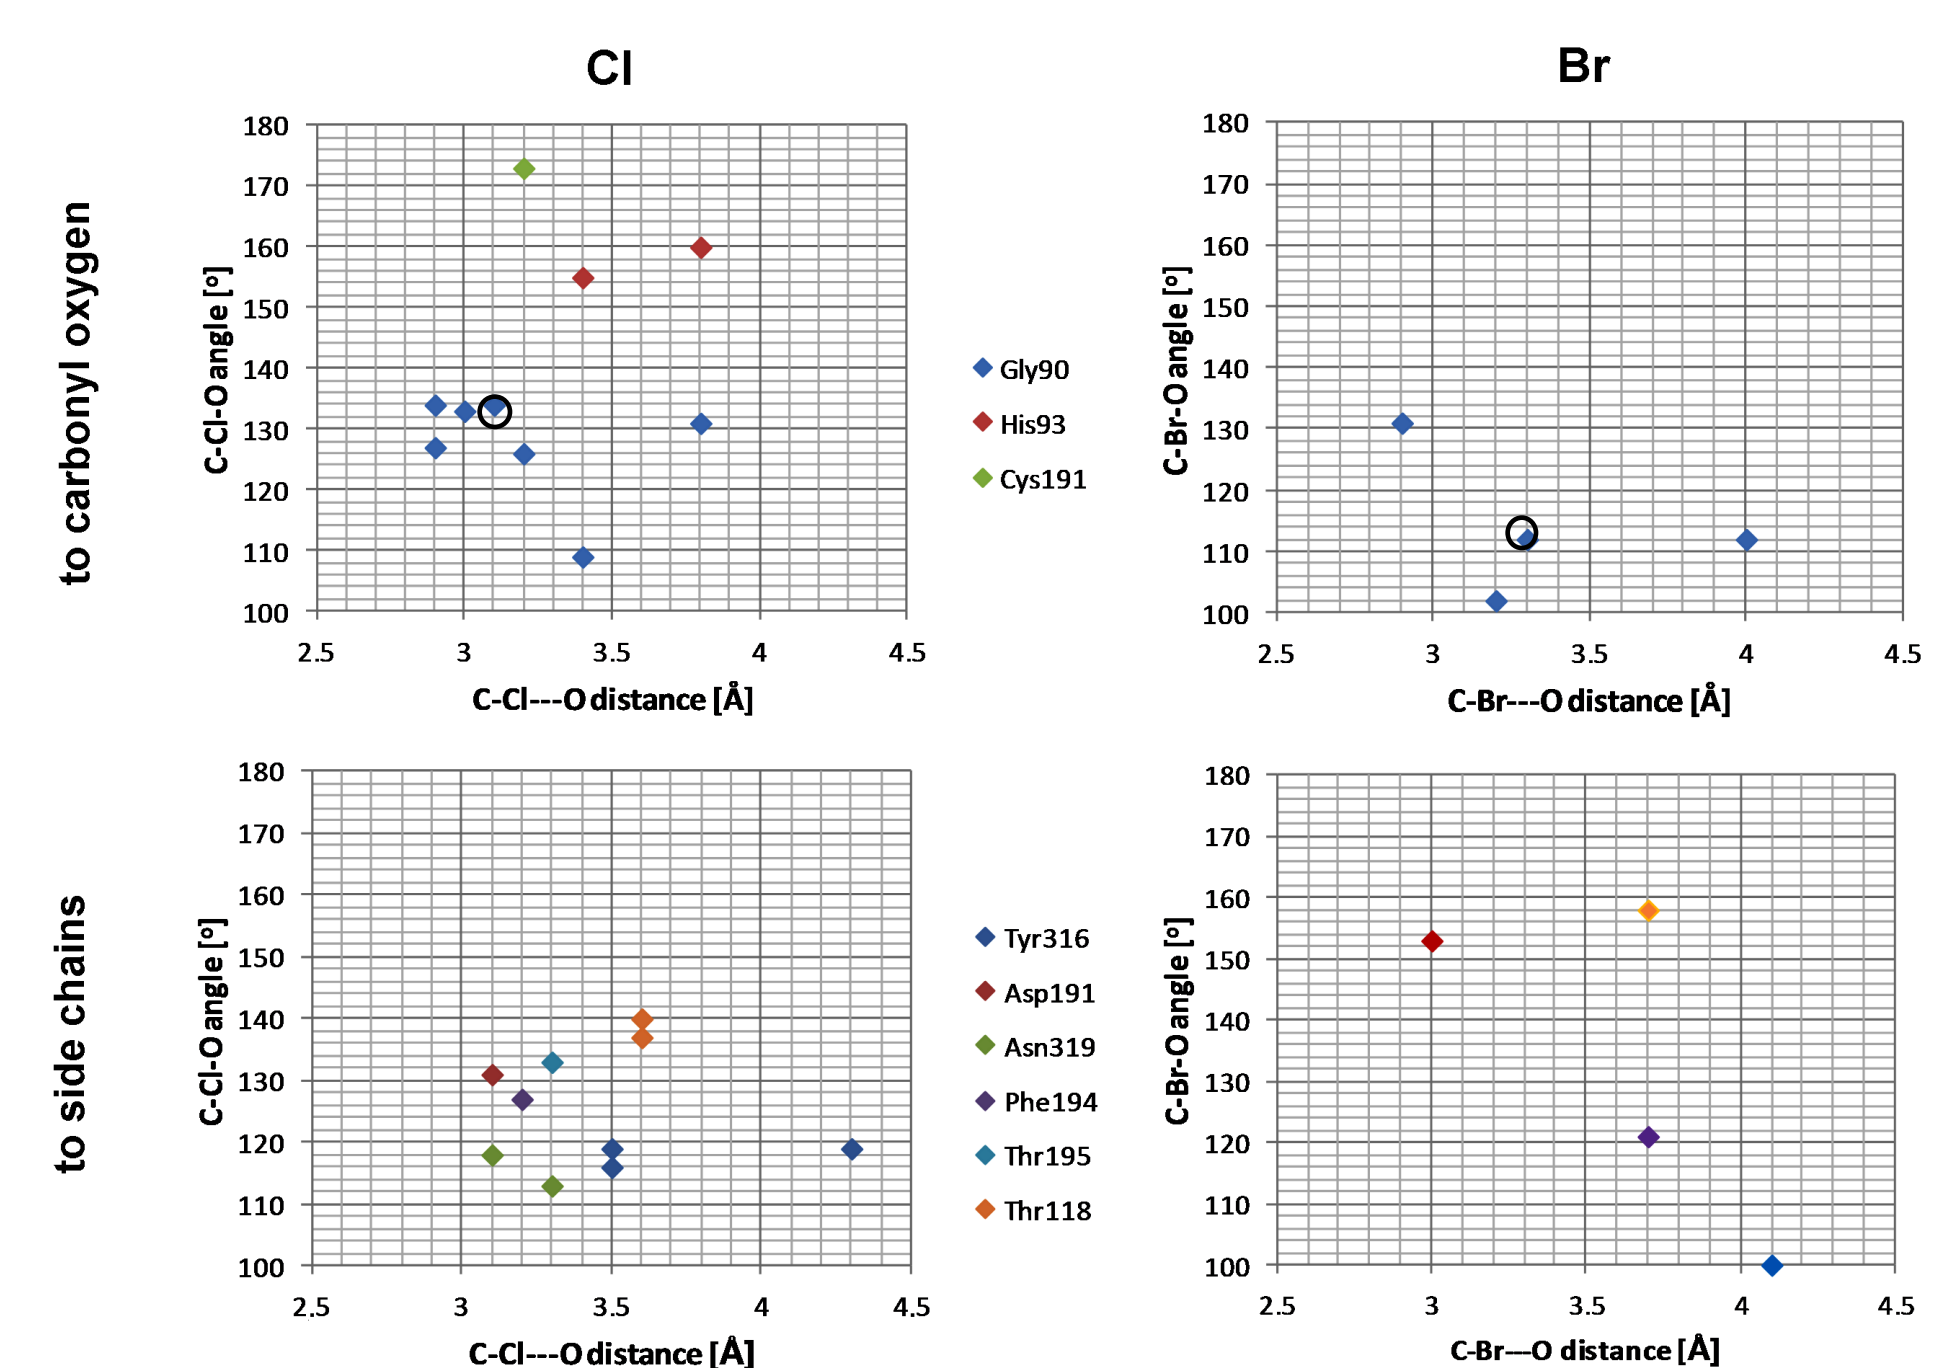 Cl
Br
to carbonyl oxygen
C-Cl-O angle [º]
180
170
160
150
140
130
120
110
100
2.5
3
3.5
4
4.5
C-Cl---O distance [Å]
Gly90
His93
Cys191
C-Br-O angle [º]
180
170
160
150
140
130
120
110
100
2.5
3
3.5
4
4.5
C-Br---O distance [Å]
to side chains
C-Cl-O angle [º]
180
170
160
150
140
130
120
110
100
2.5
3
3.5
4
4.5
C-Cl---O distance [Å]
Tyr316
Asp191
Asn319
Phe194
Thr195
Thr118
C-Br-O angle [º]
180
170
160
150
140
130
120
110
100
2.5
3
3.5
4
4.5
C-Br---O distance [Å]